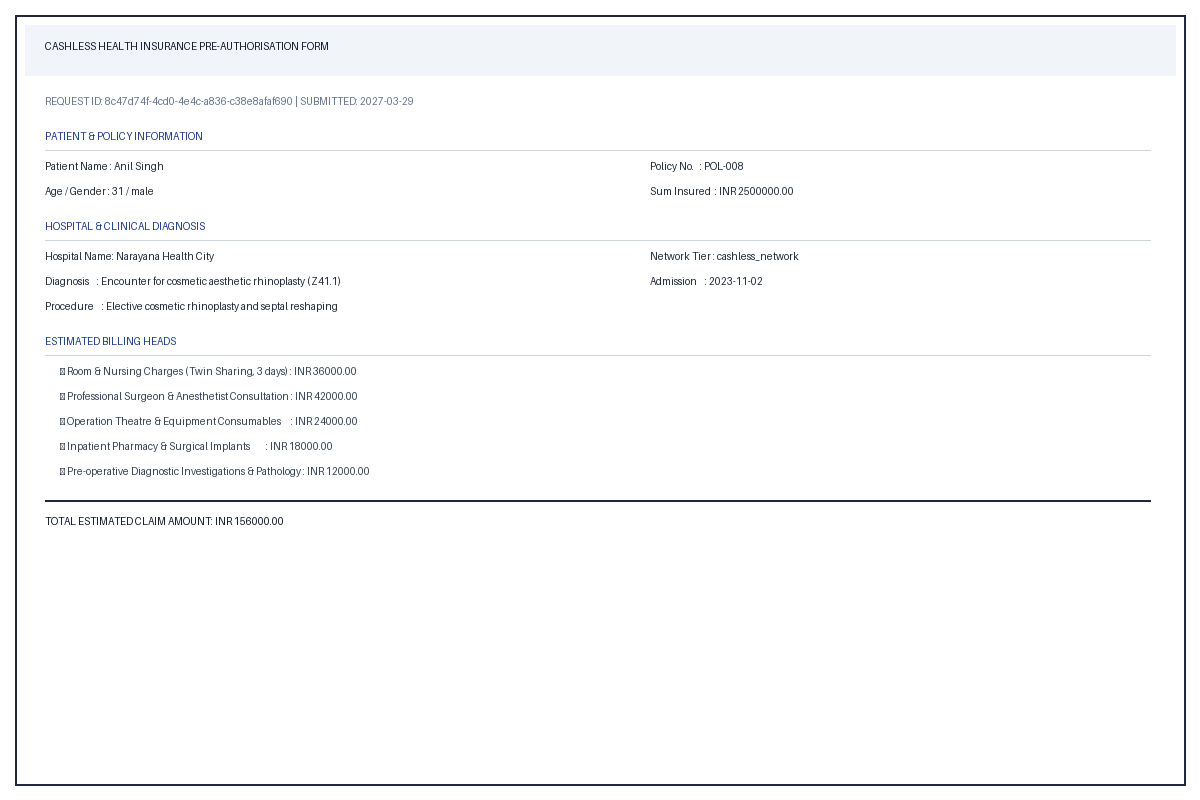 CASHLESS HEALTH INSURANCE PRE-AUTHORISATION FORM
REQUEST ID: 8c47d74f-4cd0-4e4c-a836-c38e8afaf690 | SUBMITTED: 2027-03-29
PATIENT & POLICY INFORMATION
Patient Name : Anil Singh
Policy No. : POL-008
Age / Gender : 31 / male
Sum Insured : INR 2500000.00
HOSPITAL & CLINICAL DIAGNOSIS
Hospital Name: Narayana Health City
Network Tier : cashless_network
Diagnosis : Encounter for cosmetic aesthetic rhinoplasty (Z41.1)
Admission : 2023-11-02
Procedure : Elective cosmetic rhinoplasty and septal reshaping
ESTIMATED BILLING HEADS
Room & Nursing Charges (Twin Sharing, 3 days) : INR 36000.00
Professional Surgeon & Anesthetist Consultation : INR 42000.00
Operation Theatre & Equipment Consumables : INR 24000.00
Inpatient Pharmacy & Surgical Implants : INR 18000.00
Pre-operative Diagnostic Investigations & Pathology : INR 12000.00
TOTAL ESTIMATED CLAIM AMOUNT: INR 156000.00